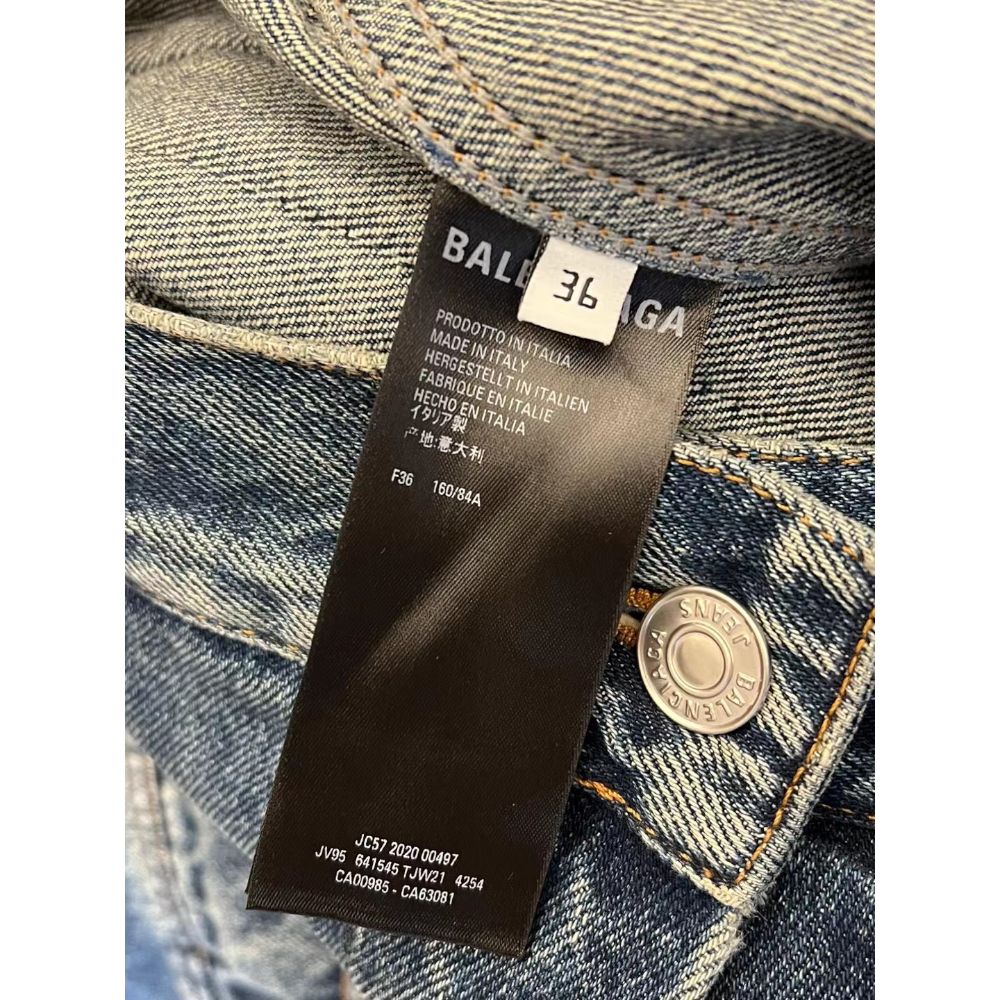 BALE AGA
36
PRODOTTO IN ITALIA
MADE IN ITALY
HERGESTELLT IN ITALIEN
FABRIQUE EN ITALIE
HECHO EN ITALIA
イタリア製
产地:意大利
F36 160/84A
JC57 2020 00497
JV95 641545 TJW21 4254
CA00985 - CA63081
BALENCIAGA
JEANS